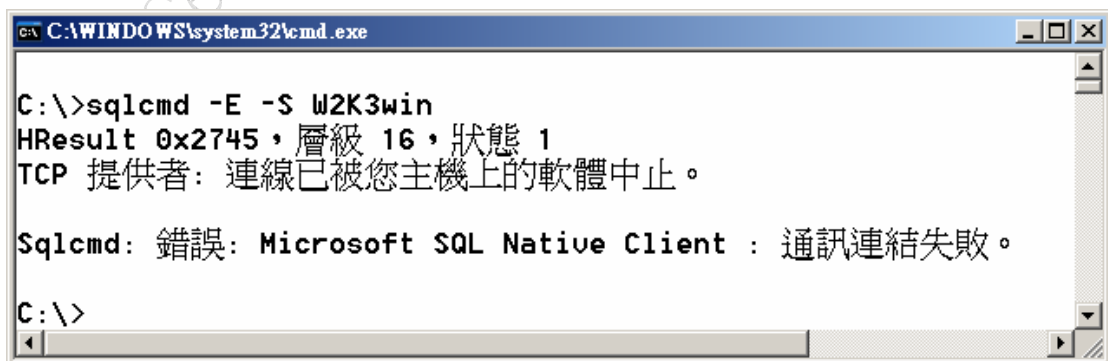 C:\WINDOWS\system32\cmd.exe
C:\>sqlcmd -E -S W2K3win
HResult 0x2745，層級 16，狀態 1
TCP 提供者: 連線已被您主機上的軟體中止。
Sqlcmd: 錯誤: Microsoft SQL Native Client : 通訊連結失敗。
C:\>